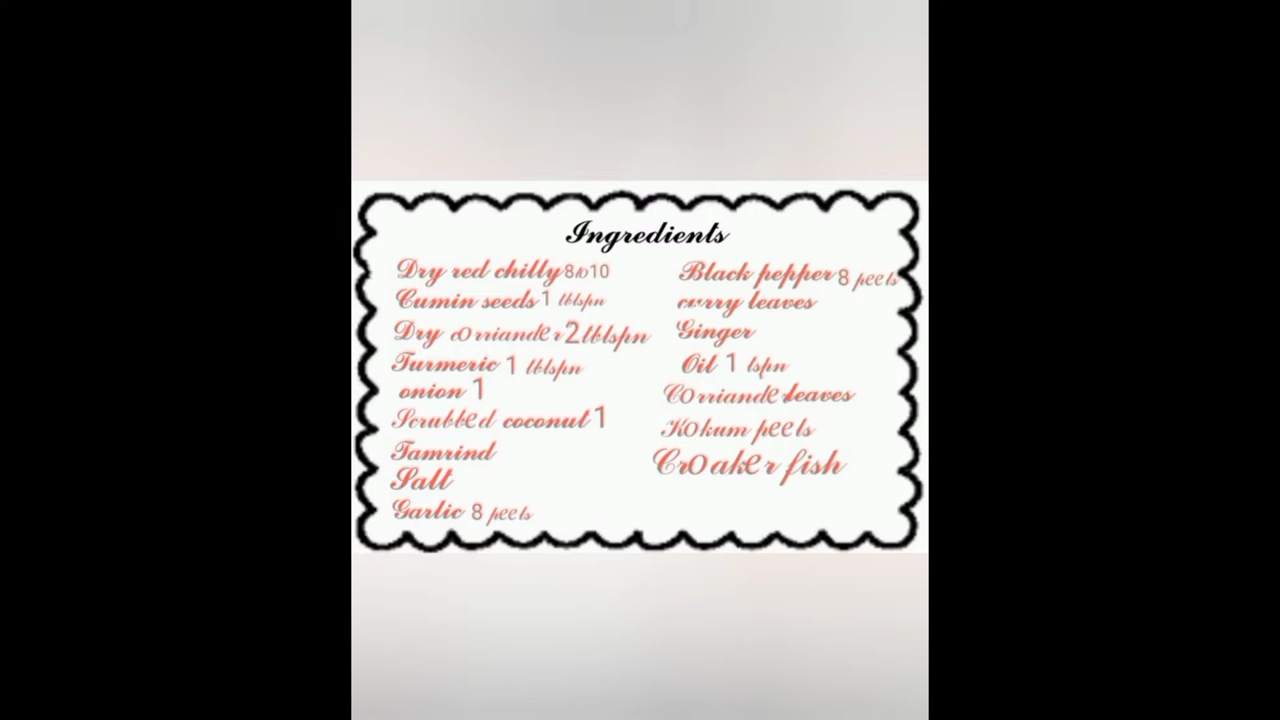 Ingredients
Dry red chilly 8to10
Cumin seeds 1 tblspn
Dry corriander 2tblspn
Turmeric 1 tblspn
onion 1
Scrubbed coconut 1
Tamrind
Salt
Garlic 8 peels
Black pepper 8 peels
curry leaves
Ginger
Oil 1 tspn
Corriander leaves
Kokum peels
Croaker fish